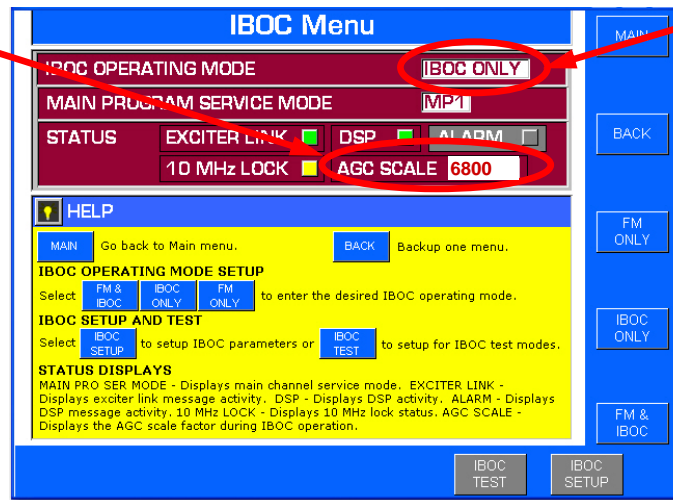 IBOC Menu
MAIN
IBOC OPERATING MODE IBOC ONLY
MAIN PROGRAM SERVICE MODE MP1
STATUS EXCITER LINK DSP ALARM
10 MHz LOCK AGC SCALE 6800
BACK
HELP
MAIN Go back to Main menu. BACK Backup one menu.
IBOC OPERATING MODE SETUP
Select FM & IBOC IBOC ONLY FM ONLY to enter the desired IBOC operating mode.
IBOC SETUP AND TEST
Select IBOC SETUP to setup IBOC parameters or IBOC TEST to setup for IBOC test modes.
STATUS DISPLAYS
MAIN PRO SER MODE - Displays main channel service mode. EXCITER LINK -
Displays exciter link message activity. DSP - Displays DSP activity. ALARM - Displays
DSP message activity. 10 MHz LOCK - Displays 10 MHz lock status. AGC SCALE -
Displays the AGC scale factor during IBOC operation.
FM
ONLY
IBOC
ONLY
FM &
IBOC
IBOC
TEST
IBOC
SETUP